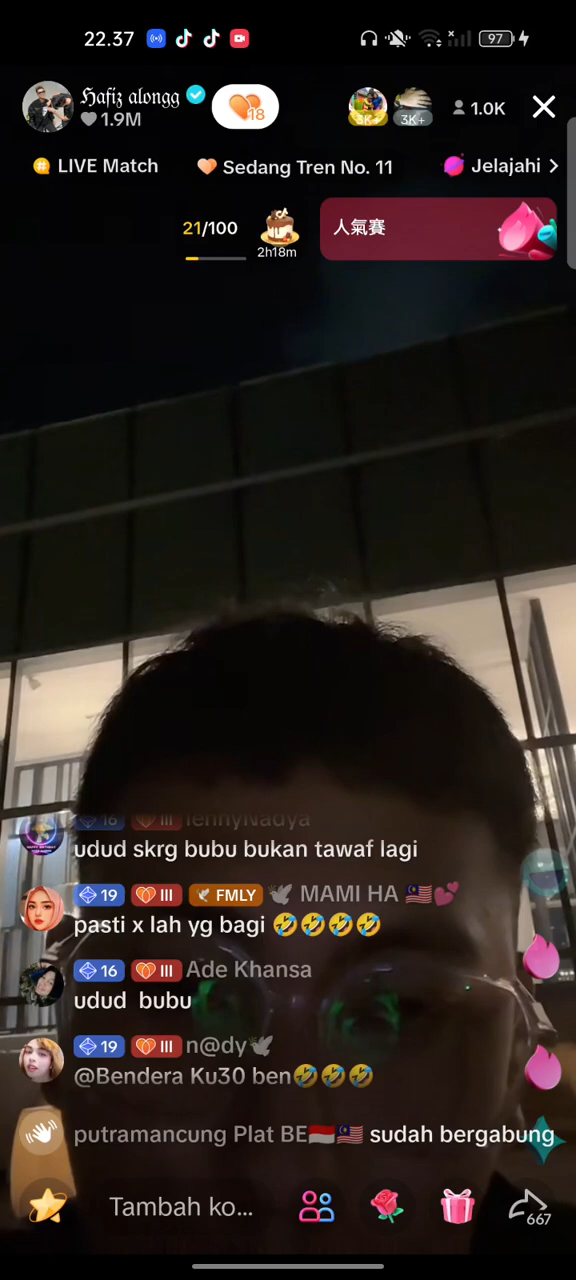 22.37
97
Hafiz alongg
1.9M
18
3K+
3K+
1.0K
LIVE Match
Sedang Tren No. 11
Jelajahi
21/100
2h18m
人氣賽
16 III TennyNadya
udud skrg bubu bukan tawaf lagi
19 III FMLY 🕊 MAMI HA 🇲🇾💕
pasti x lah yg bagi 🤣🤣🤣🤣
16 III Ade Khansa
udud bubu
19 III n@dy🕊
@Bendera Ku30 ben🤣🤣🤣
putramancung Plat BE🇮🇩🇲🇾 sudah bergabung
Tambah ko...
667